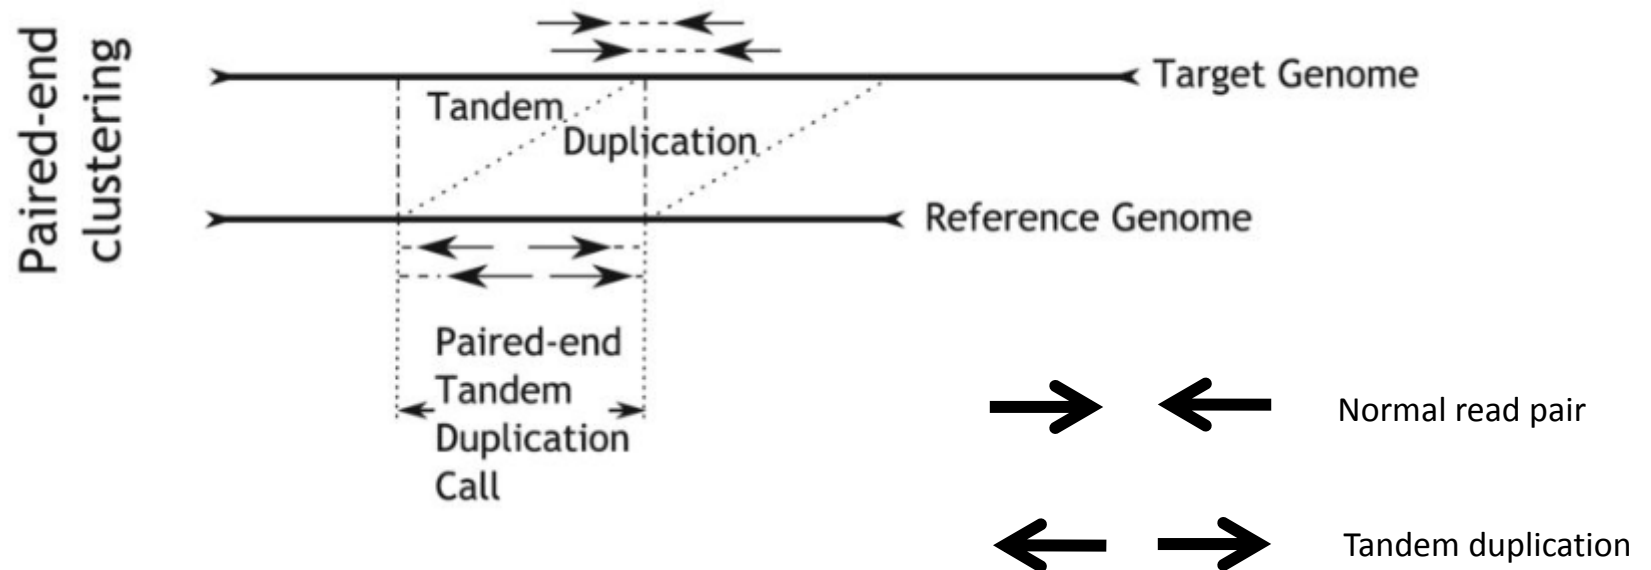 Paired-end
clustering
Target Genome
Tandem
Duplication
Reference Genome
Paired-end
Tandem
Duplication
Call
Normal read pair
Tandem duplication